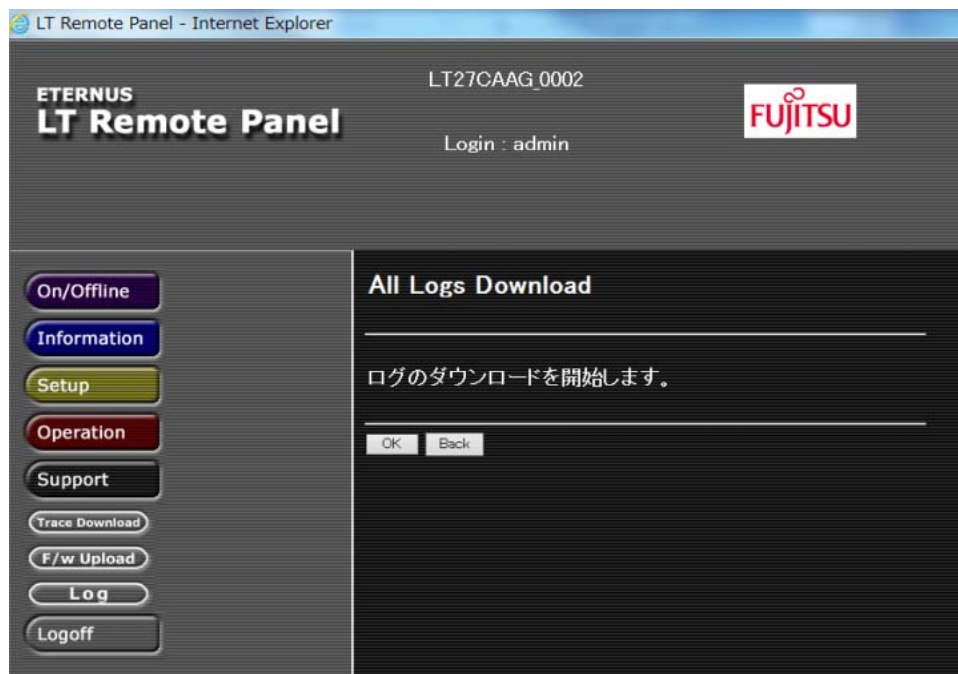 LT Remote Panel - Internet Explorer
LT27CAAG_0002
ETERNUS
LT Remote Panel
FUJITSU
Login : admin
On/Offline
Information
Setup
Operation
Support
Trace Download
F/w Upload
Log
Logoff
All Logs Download
ログのダウンロードを開始します。
OK Back